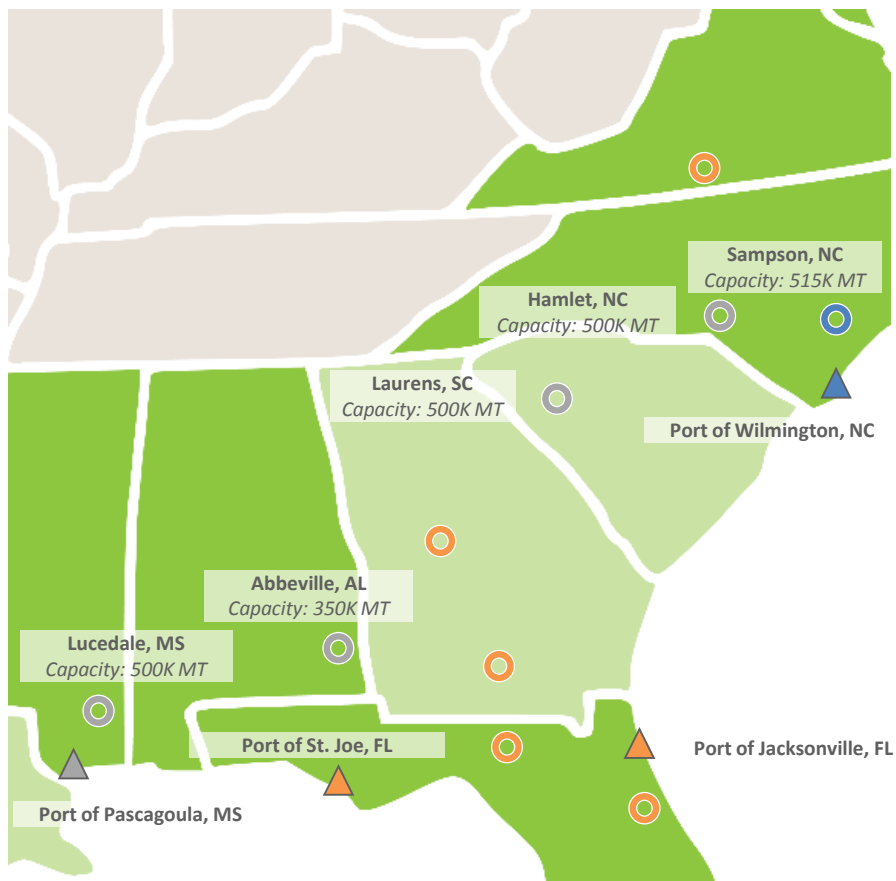 Sampson, NC
Capacity: 515K MT
Hamlet, NC
Capacity: 500K MT
Laurens, SC
Capacity: 500K MT
Port of Wilmington, NC
Abbeville, AL
Capacity: 350K MT
Lucedale, MS
Capacity: 500K MT
Port of St. Joe, FL
Port of Jacksonville, FL
Port of Pascagoula, MS